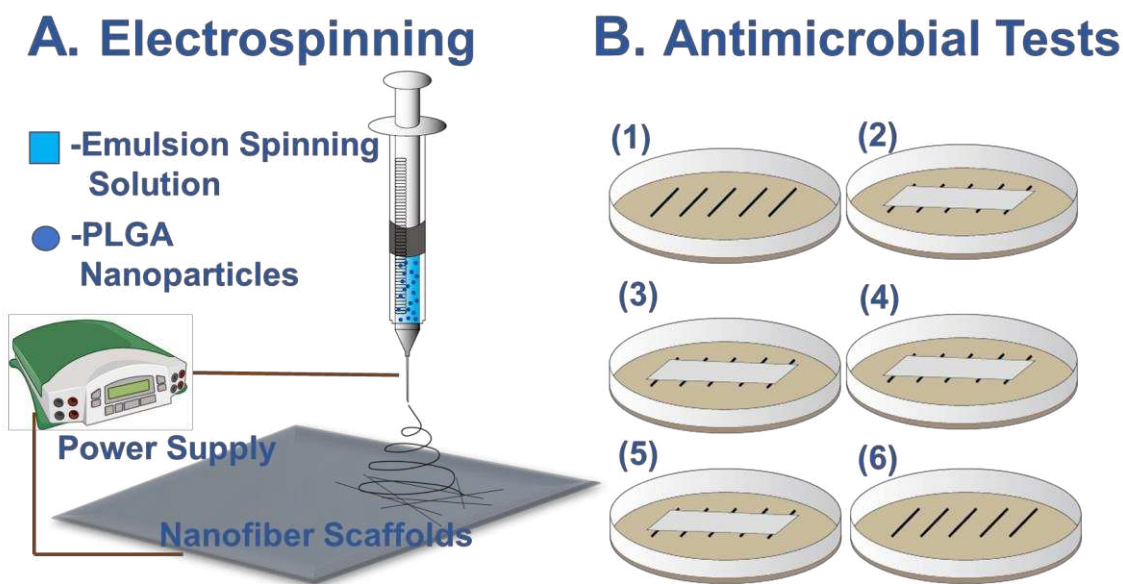 A. Electrospinning
-Emulsion Spinning
Solution
-PLGA
Nanoparticles
Power Supply
Nanofiber Scaffolds
B. Antimicrobial Tests
(1)
(2)
(3)
(4)
(5)
(6)